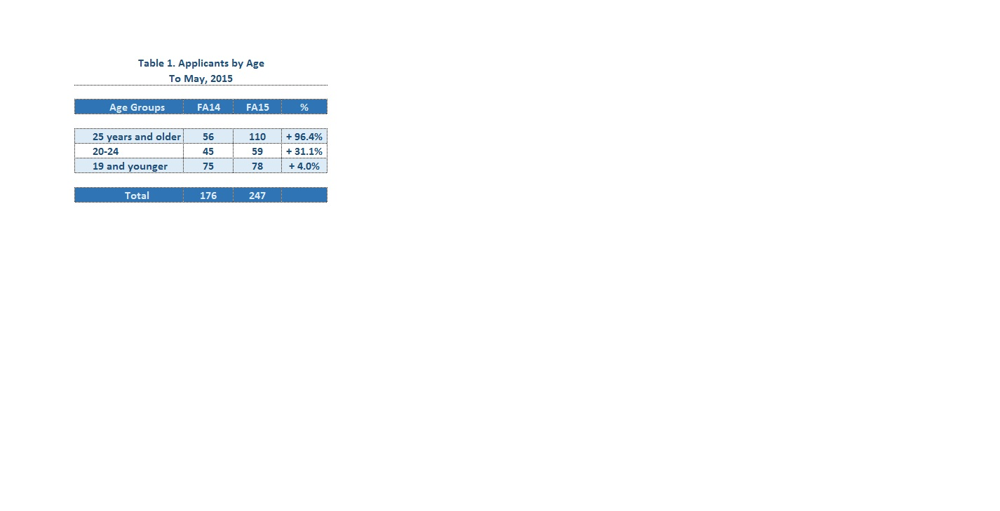 Table 1. Applicants by Age
To May, 2015
Age Groups FA14 FA15 %
25 years and older 56 110 + 96.4%
20-24 45 59 + 31.1%
19 and younger 75 78 + 4.0%
Total 176 247